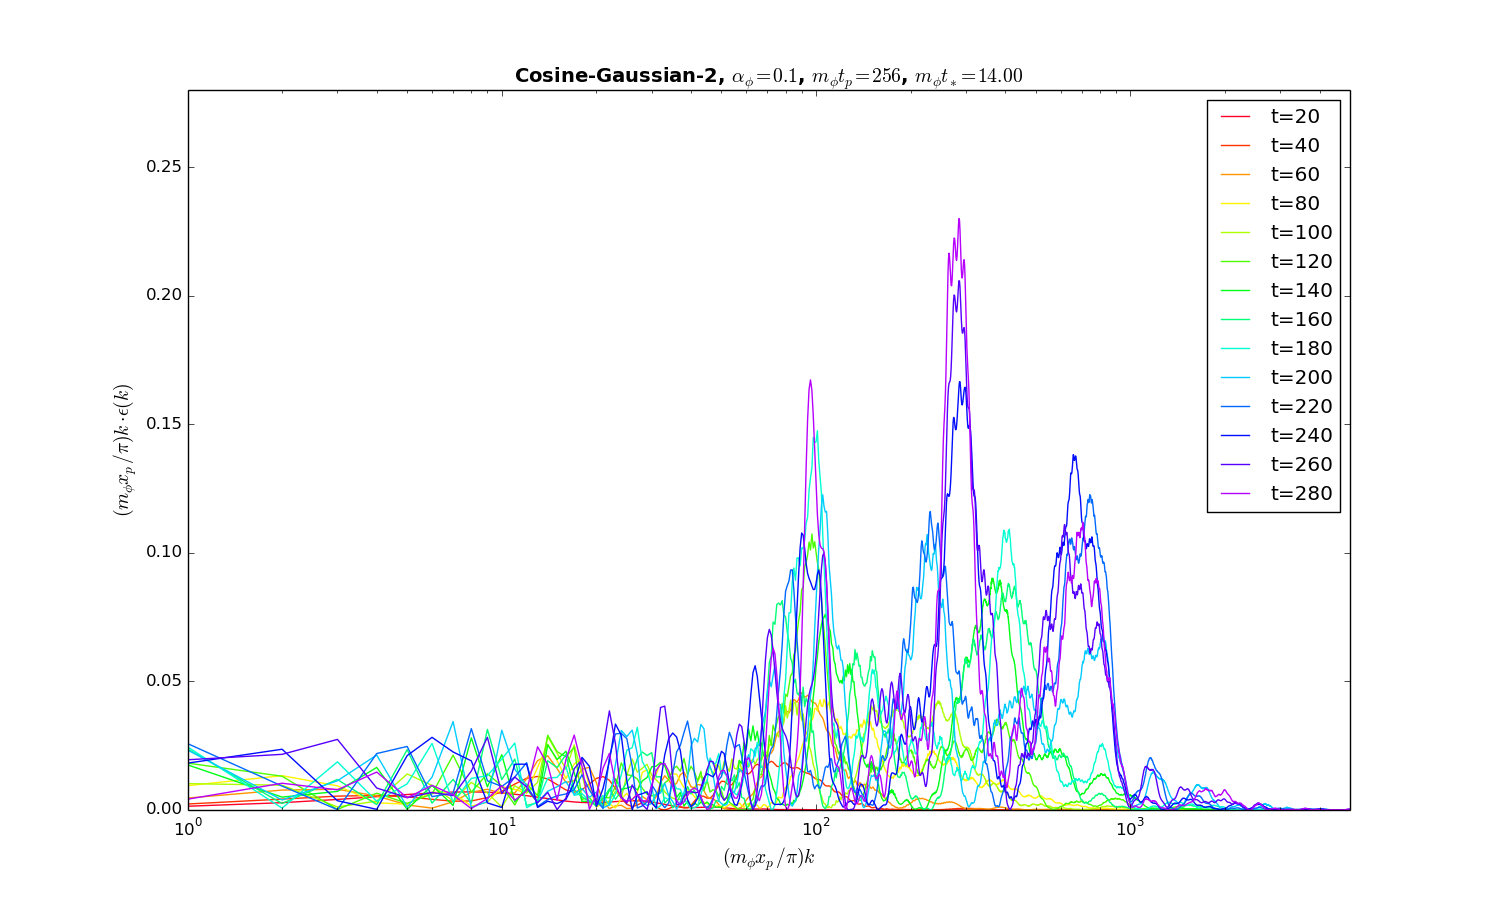 Cosine-Gaussian-2, α_ϕ=0.1, m_ϕt_p=256, m_ϕt_*=14.00
t=20
t=40
t=60
t=80
t=100
t=120
t=140
t=160
t=180
t=200
t=220
t=240
t=260
t=280
0.25
0.20
0.15
0.10
0.05
0.00
(m_ϕx_p/π)k·ϵ(k)
10^0
10^1
10^2
10^3
(m_ϕx_p/π)k